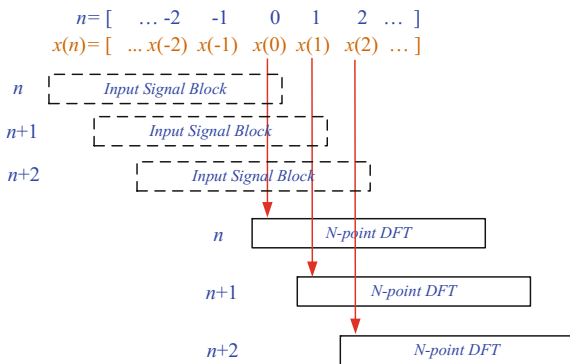 n= [ … -2 -1 0 1 2 … ]
x(n)= [ ... x(-2) x(-1) x(0) x(1) x(2) … ]
n Input Signal Block
n+1 Input Signal Block
n+2 Input Signal Block
n N-point DFT
n+1 N-point DFT
n+2 N-point DFT